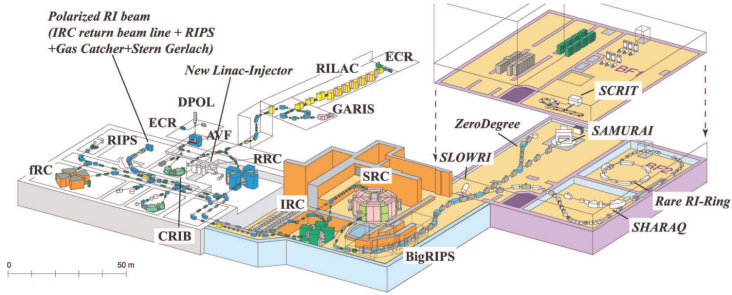 Polarized RI beam
(IRC return beam line + RIPS
+Gas Catcher+Stern Gerlach)
New Linac-Injector
ECR
RILAC
GARIS
DPOL
ECR
AVF
RIPS
RRC
fRC
CRIB
IRC
SRC
BigRIPS
SLOWRI
ZeroDegree
BF1
SCRIT
SAMURAI
BF2
Rare RI-Ring
SHARAQ
0
50 m